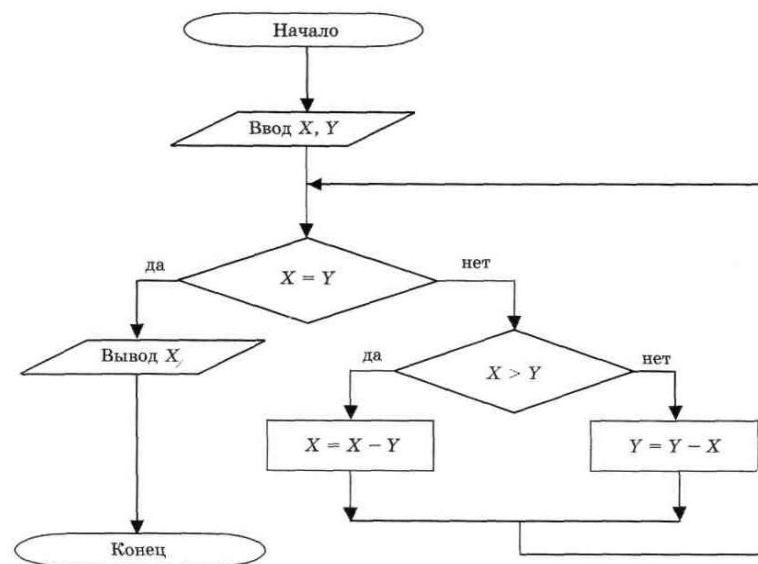 Начало
Ввод X, Y
да
X = Y
нет
Вывод X
да
X > Y
нет
X = X − Y
Y = Y − X
Конец